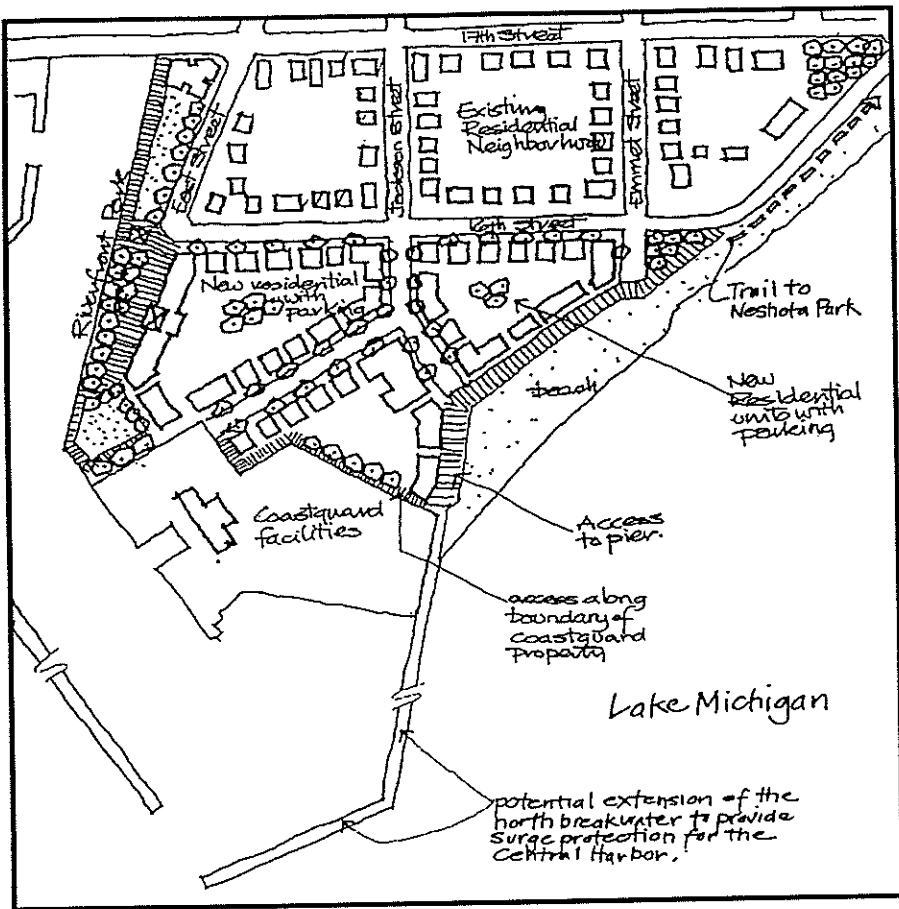 17th Street
Existing
Residential
Neighborhood
East Street
Jackson Street
Emmet Street
16th Street
Riverfront Park
New residential
with
parking
Trail to
Neshota Park
beach
New
Residential
units with
parking
Coastguard
facilities
Access
to pier.
access along
boundary of
Coastguard
property
Lake Michigan
potential extension of the
north breakwater to provide
surge protection for the
Central Harbor.